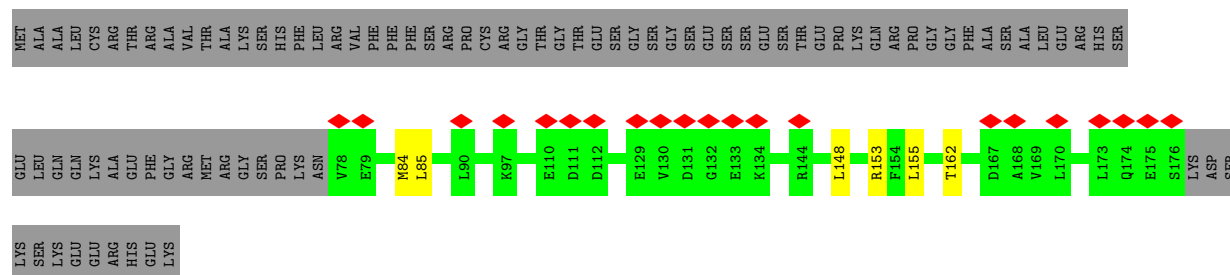 MET ALA ALA LEU CYS ARG THR ARG ALA VAL THR ALA LYS SER HIS PHE LEU ARG VAL PHE PHE PHE SER ARG PRO CYS ARG GLY THR GLY THR GLU SER GLY SER GLY SER GLU SER SER GLU SER THR GLU PRO LYS GLN ARG PRO GLY GLY PHE ALA SER ALA LEU GLU ARG HIS SER
GLU LEU GLN GLN LYS ALA GLU PHE GLY ARG MET ARG GLY SER PRO LYS ASN V78 E79 M84 L85 L90 K97 E110 D111 D112 E129 V130 D131 G132 E133 K134 R144 L148 R153 F154 L155 T162 D167 A168 V169 L170 L173 Q174 E175 S176 LYS ASP SER
LYS SER LYS GLU GLU ARG HIS GLU LYS